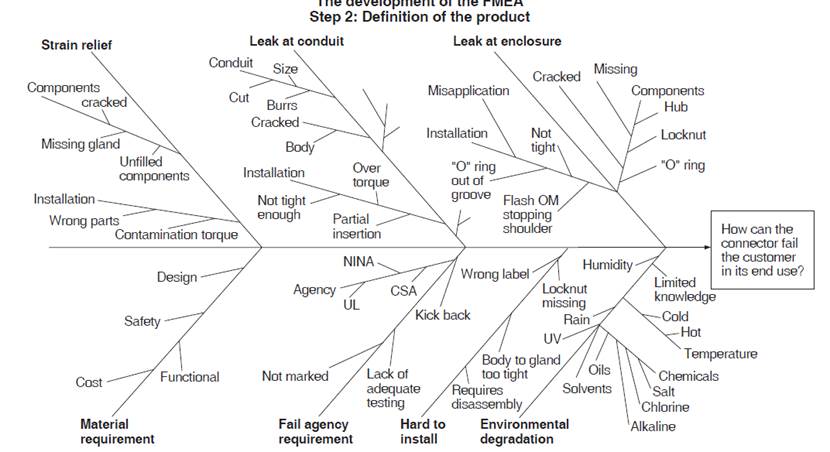 The development of the FMEA
Step 2: Definition of the product
Strain relief
Leak at conduit
Leak at enclosure
Components
cracked
Missing gland
Unfilled
components
Installation
Wrong parts
Contamination torque
Conduit
Size
Cut
Burrs
Cracked
Body
Installation
Over
torque
Not tight
enough
Partial
insertion
Misapplication
Cracked
Missing
Components
Hub
Locknut
"O" ring
Installation
Not
tight
"O" ring
out of
groove
Flash OM
stopping
shoulder
How can the
connector fail
the customer
in its end use?
Design
Safety
Cost
Functional
Material
requirement
NINA
Agency
UL
CSA
Kick back
Not marked
Lack of
adequate
testing
Fail agency
requirement
Wrong label
Locknut
missing
Body to gland
too tight
Requires
disassembly
Hard to
install
Humidity
Limited
knowledge
Rain
Cold
Hot
Temperature
UV
Oils
Solvents
Chemicals
Salt
Chlorine
Alkaline
Environmental
degradation